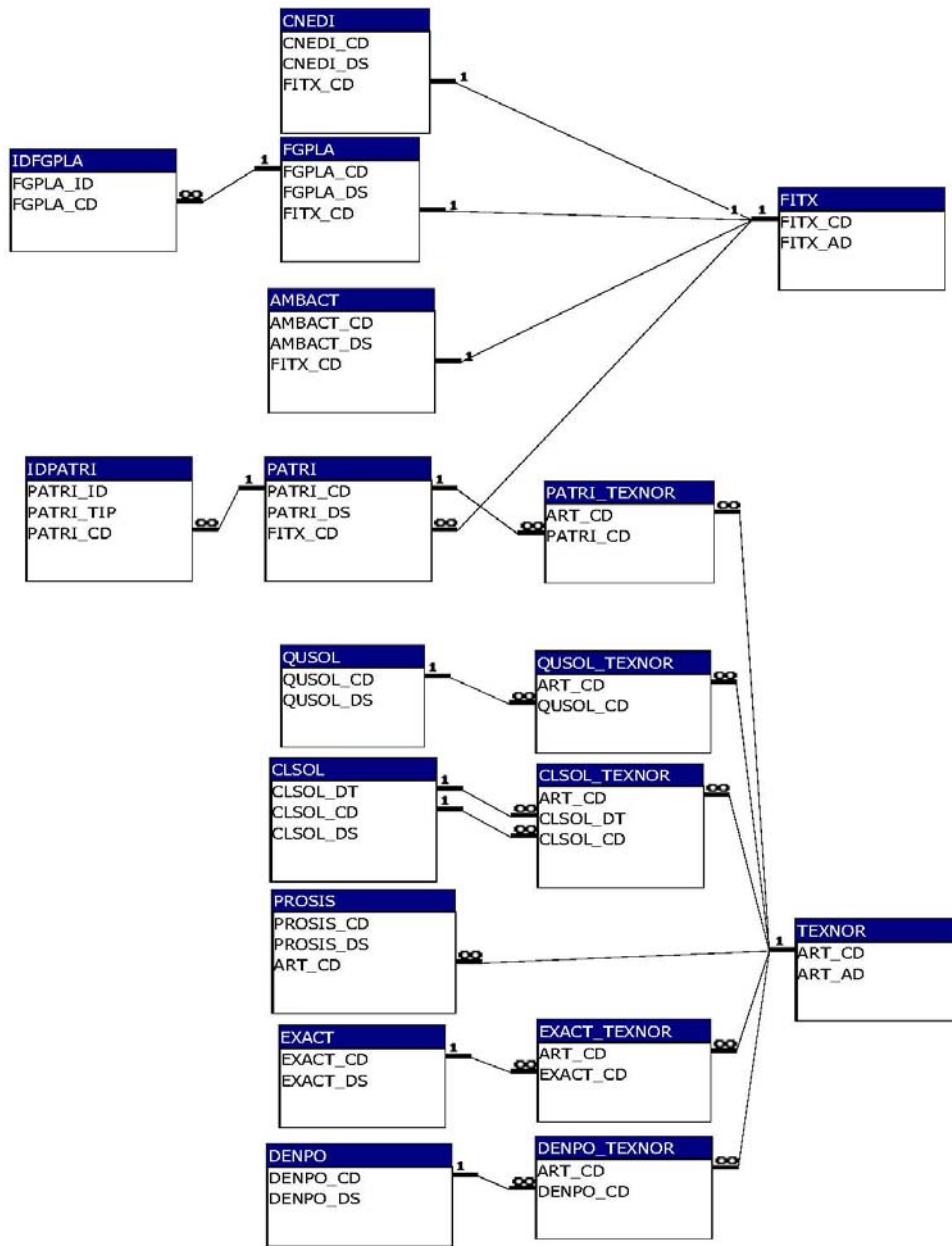 CNEDI
CNEDI_CD
CNEDI_DS
FITX_CD
1
FGPLA
FGPLA_CD
FGPLA_DS
FITX_CD
1
1
IDFGPLA
FGPLA_ID
FGPLA_CD
∞
FITX
FITX_CD
FITX_AD
1
1
AMBACT
AMBACT_CD
AMBACT_DS
FITX_CD
1
IDPATRI
PATRI_ID
PATRI_TIP
PATRI_CD
∞
1
PATRI
PATRI_CD
PATRI_DS
FITX_CD
1
∞
PATRI_TEXNOR
ART_CD
PATRI_CD
∞
∞
QUSOL
QUSOL_CD
QUSOL_DS
1
QUSOL_TEXNOR
ART_CD
QUSOL_CD
∞
∞
CLSOL
CLSOL_DT
CLSOL_CD
CLSOL_DS
1
1
CLSOL_TEXNOR
ART_CD
CLSOL_DT
CLSOL_CD
∞
∞
∞
PROSIS
PROSIS_CD
PROSIS_DS
ART_CD
∞
TEXNOR
ART_CD
ART_AD
1
EXACT
EXACT_CD
EXACT_DS
1
EXACT_TEXNOR
ART_CD
EXACT_CD
∞
∞
DENPO
DENPO_CD
DENPO_DS
1
DENPO_TEXNOR
ART_CD
DENPO_CD
∞
∞